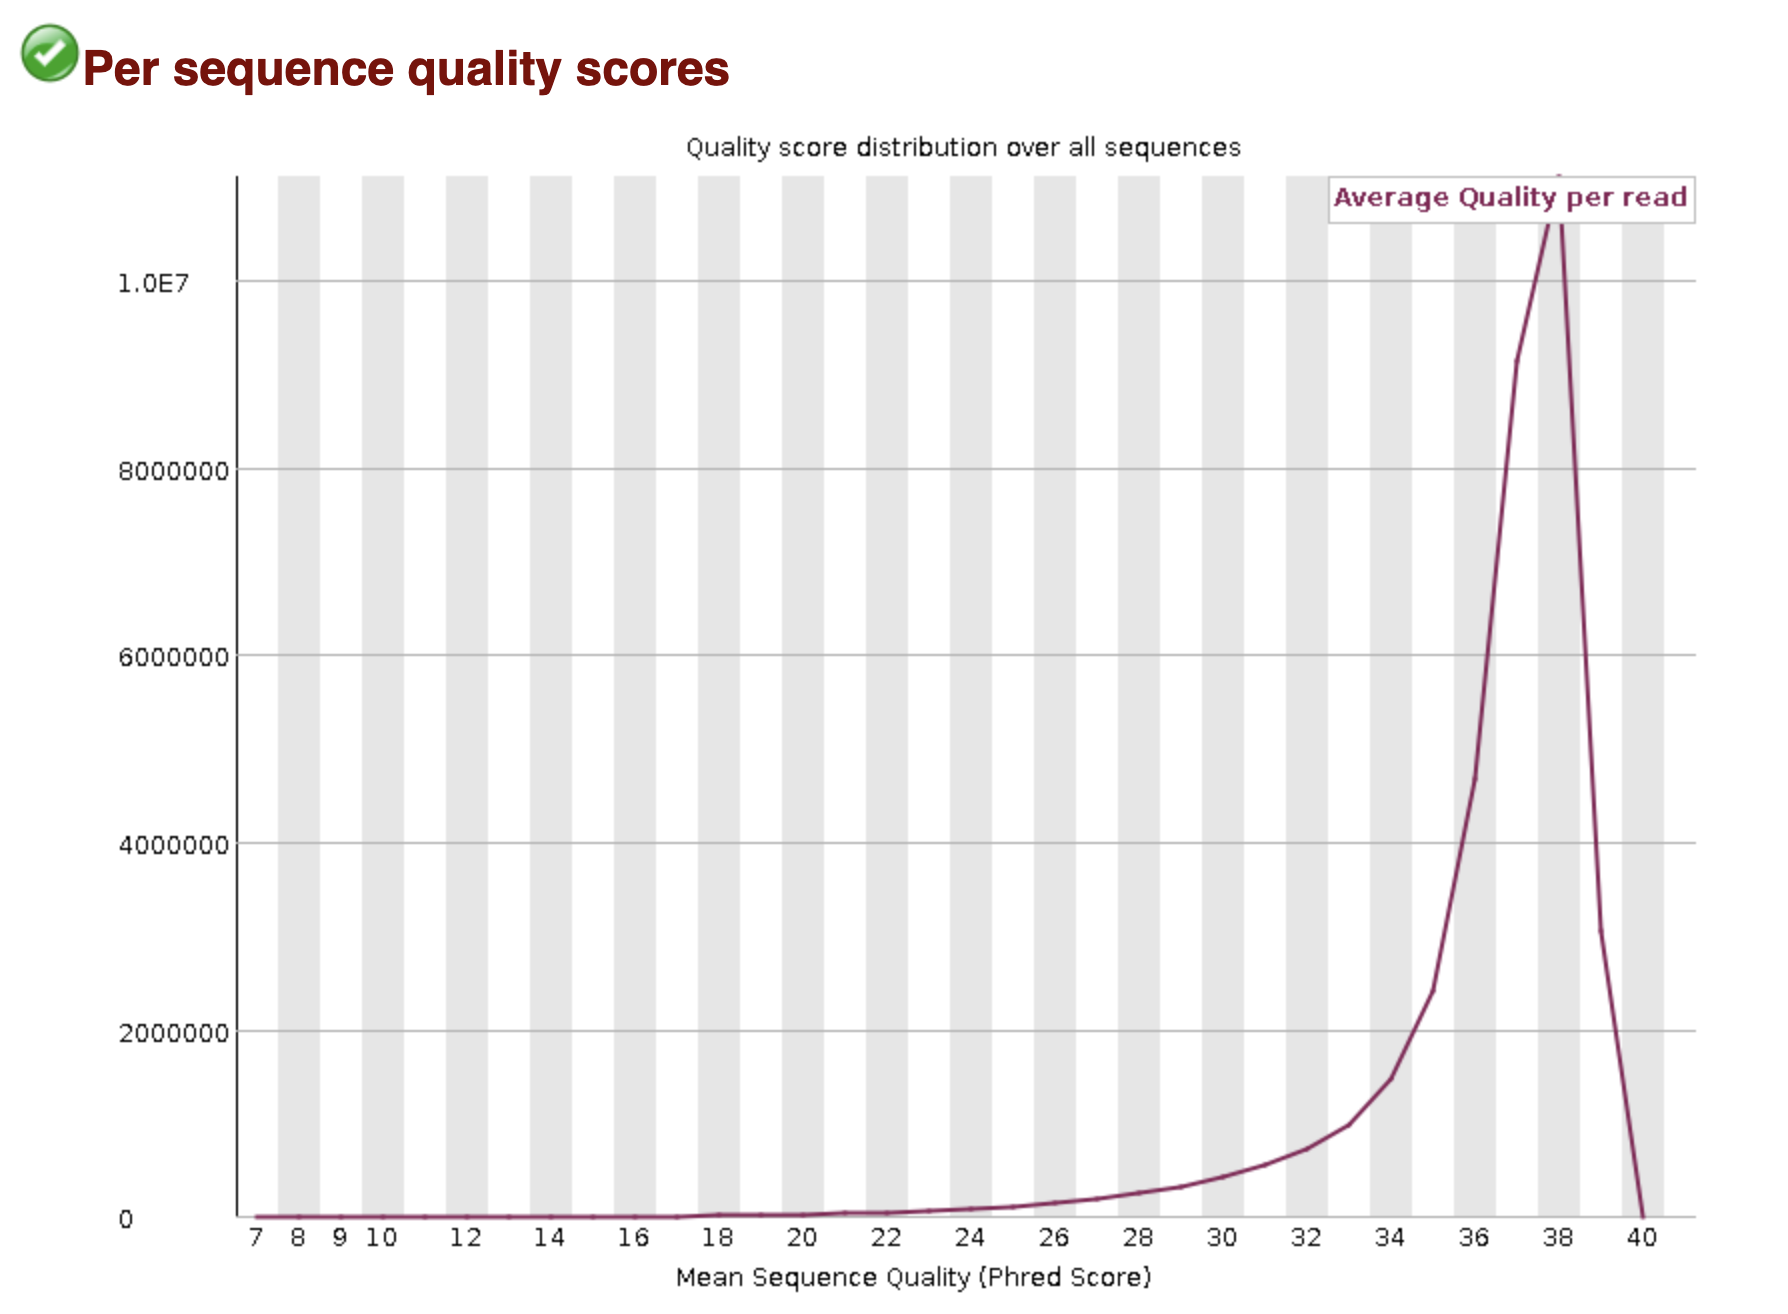 Per sequence quality scores
Quality score distribution over all sequences
Average Quality per read
1.0E7
8000000
6000000
4000000
2000000
0
7 8 9 10 12 14 16 18 20 22 24 26 28 30 32 34 36 38 40
Mean Sequence Quality (Phred Score)